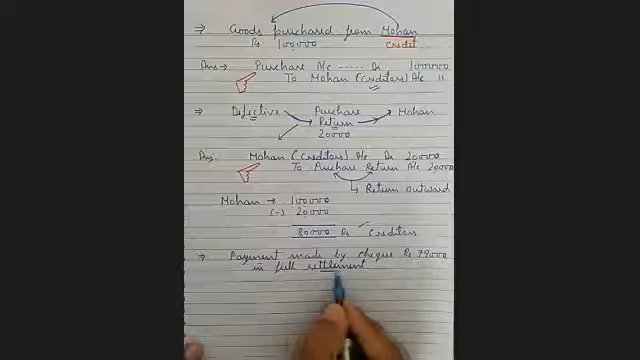 ⇒ Goods purchased from Mohan
Rs 100000 credit
Ans:- Purchase A/c ----- Dr 100000
To Mohan (creditors) A/c 11
⇒ Defective Purchase Mohan
Return
20000
Ans:- Mohan (creditors) A/c Dr 20000
To Purchase Return A/c 20000
Return outward
Mohan → 100000
(-) 20000
80000 Rs Creditors
⇒ Payment made by cheque Rs 79000
in full settlement